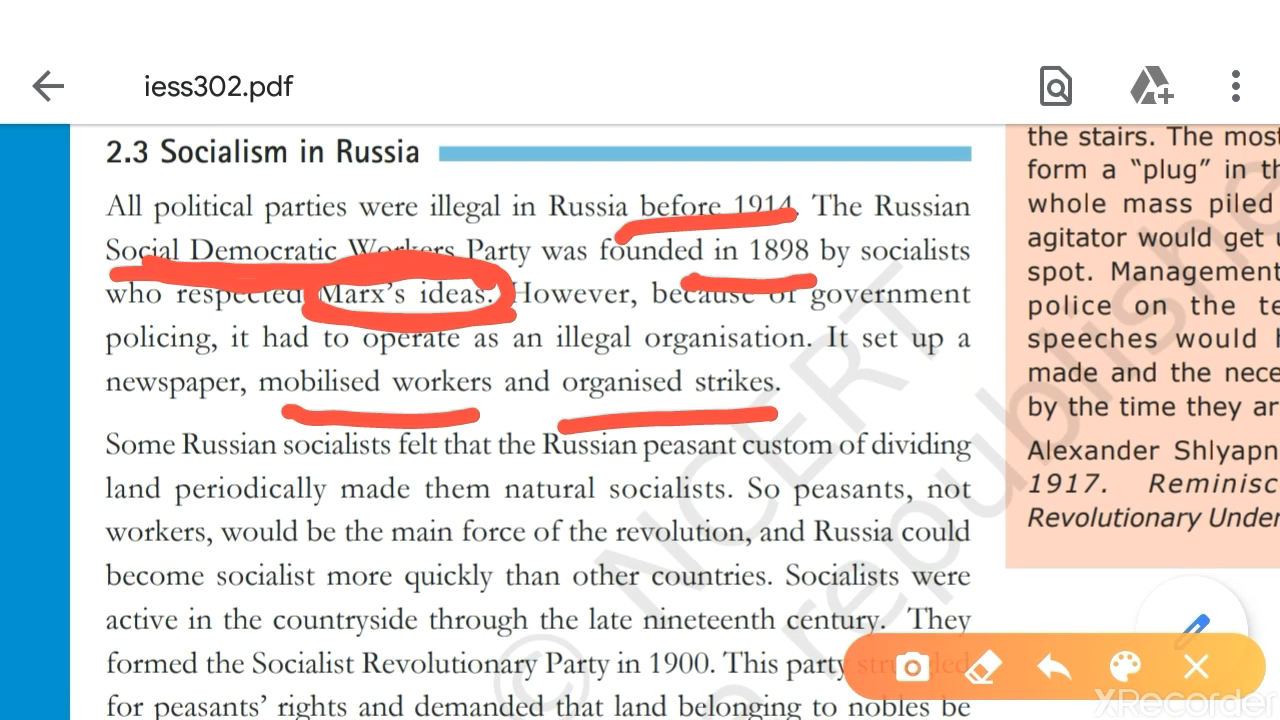 iess302.pdf
2.3 Socialism in Russia
All political parties were illegal in Russia before 1914. The Russian
Social Democratic Workers Party was founded in 1898 by socialists
who respected Marx's ideas. However, because of government
policing, it had to operate as an illegal organisation. It set up a
newspaper, mobilised workers and organised strikes.
Some Russian socialists felt that the Russian peasant custom of dividing
land periodically made them natural socialists. So peasants, not
workers, would be the main force of the revolution, and Russia could
become socialist more quickly than other countries. Socialists were
active in the countryside through the late nineteenth century. They
formed the Socialist Revolutionary Party in 1900. This party struggled
for peasants' rights and demanded that land belonging to nobles be
the stairs. The most
form a "plug" in th
whole mass piled
agitator would get u
spot. Management
police on the te
speeches would h
made and the nece
by the time they ar
Alexander Shlyapn
1917. Reminisc
Revolutionary Under
© NCERT
republishe
XRecorder